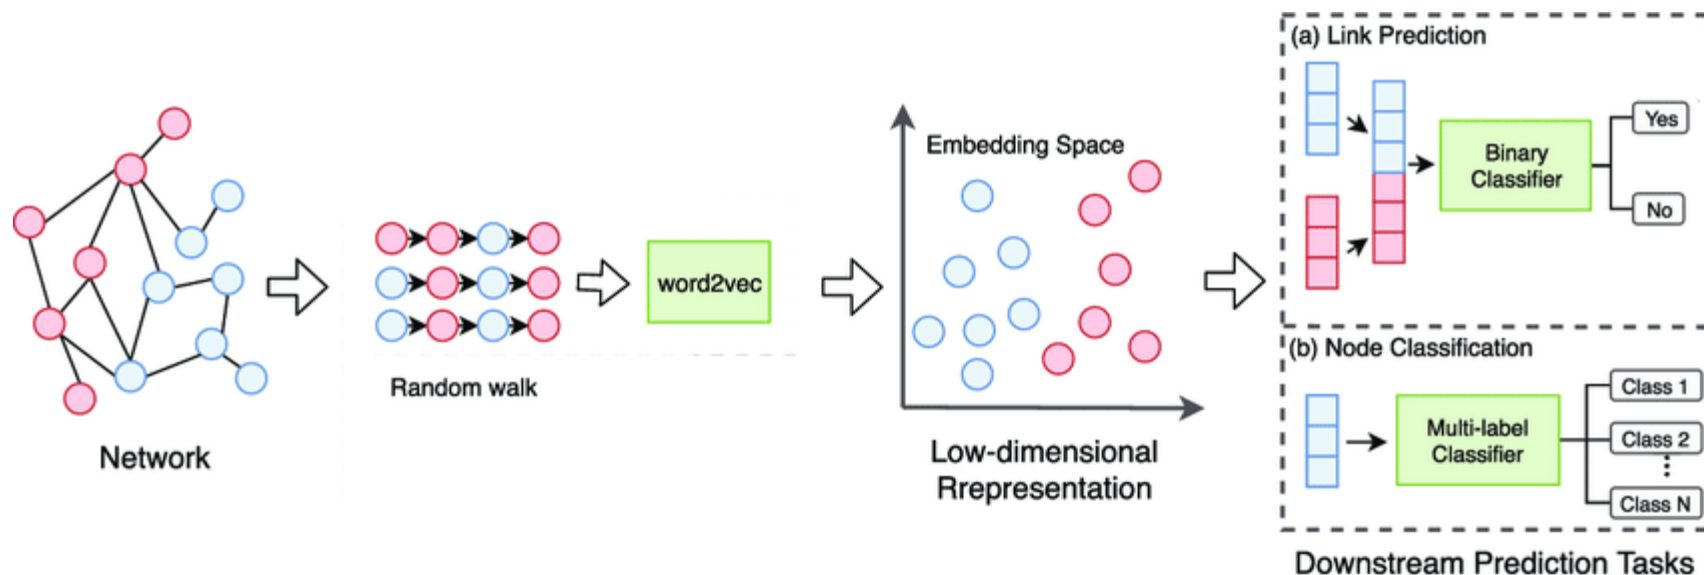 Network
Random walk
word2vec
Embedding Space
Low-dimensional
Rrepresentation
(a) Link Prediction
Binary
Classifier
Yes
No
(b) Node Classification
Multi-label
Classifier
Class 1
Class 2
Class N
Downstream Prediction Tasks